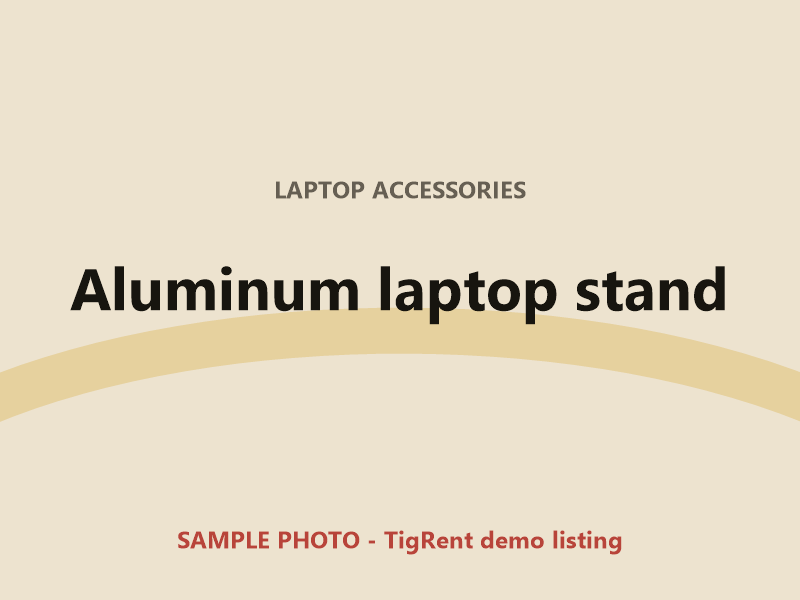 LAPTOP ACCESSORIES
Aluminum laptop stand
SAMPLE PHOTO - TigRent demo listing